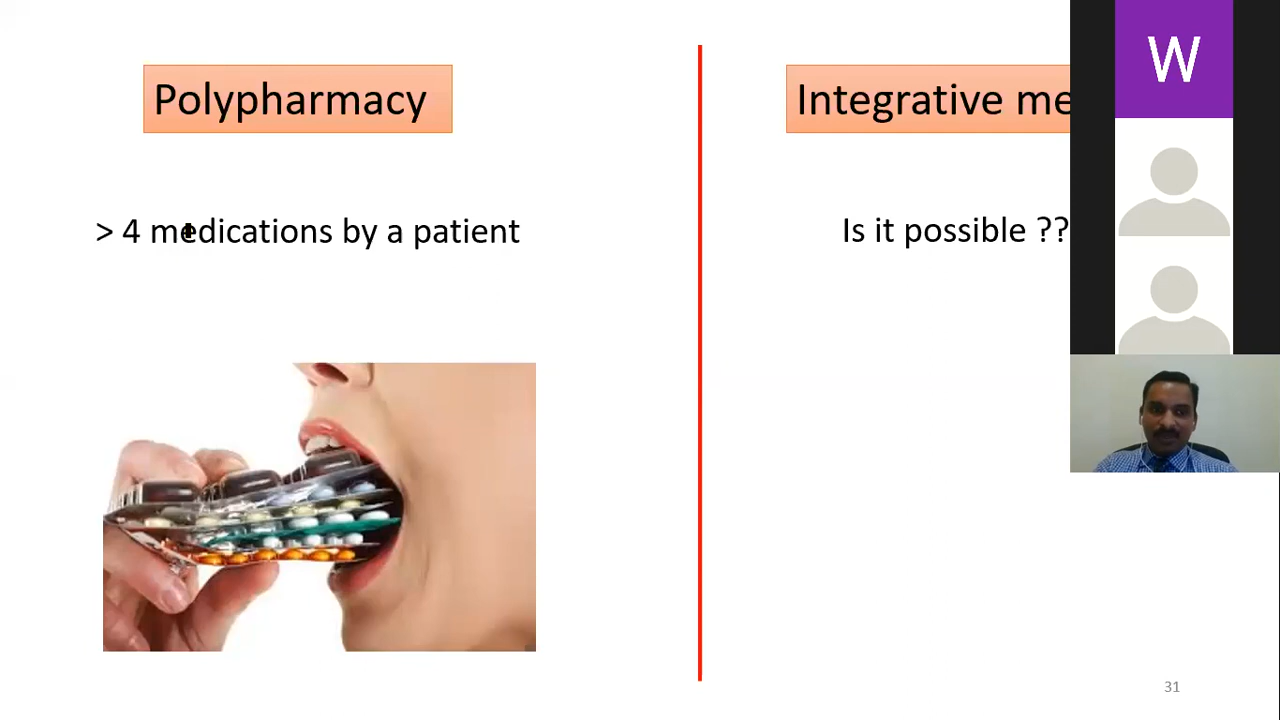 Polypharmacy
> 4 medications by a patient
Integrative me
Is it possible ??
W
31